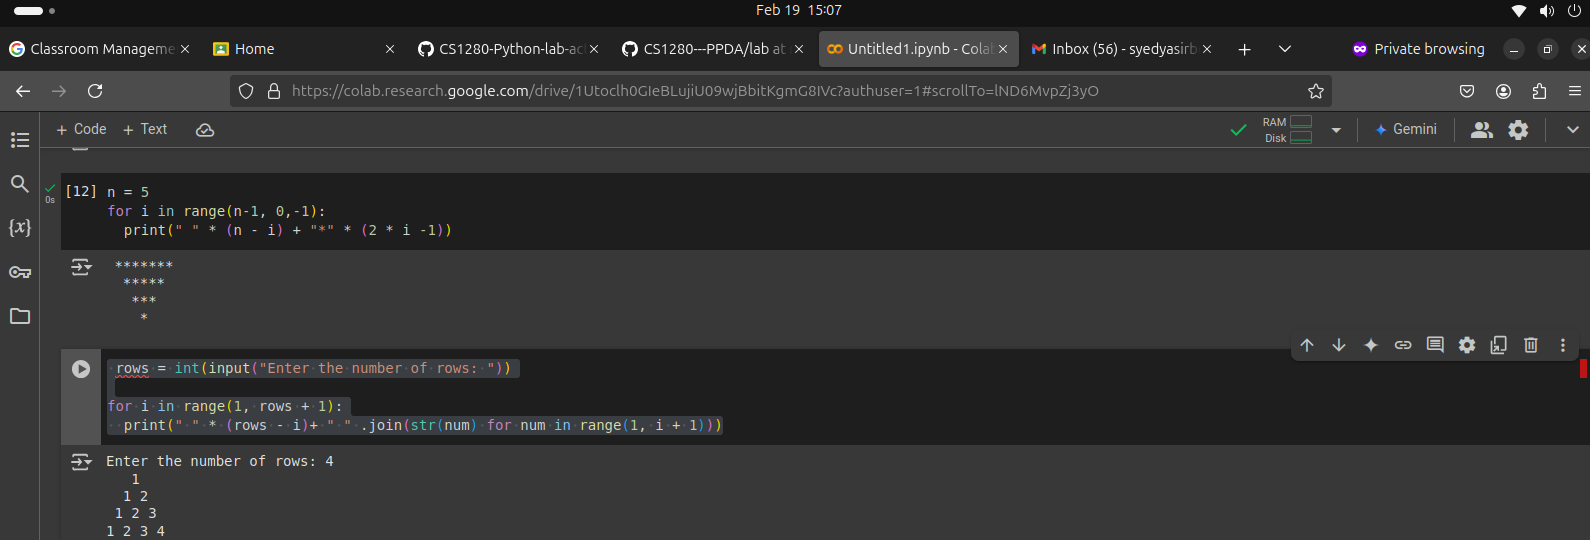 Feb 19 15:07
Classroom Manageme
Home
CS1280-Python-lab-ac
CS1280---PPDA/lab at
Untitled1.ipynb - Colab
Inbox (56) - syedyasirb
Private browsing
https://colab.research.google.com/drive/1Utoclh0GIeBLujiU09wjBbitKgmG8IVc?authuser=1#scrollTo=lND6MvpZj3yO
+ Code + Text
RAM
Disk
Gemini
[12] n = 5
0s
for i in range(n-1, 0,-1):
print(" " * (n - i) + "*" * (2 * i -1))
*******
*****
***
*
rows = int(input("Enter the number of rows: "))
for i in range(1, rows + 1):
print(" " * (rows - i)+ " " .join(str(num) for num in range(1, i + 1)))
Enter the number of rows: 4
1
1 2
1 2 3
1 2 3 4
{x}